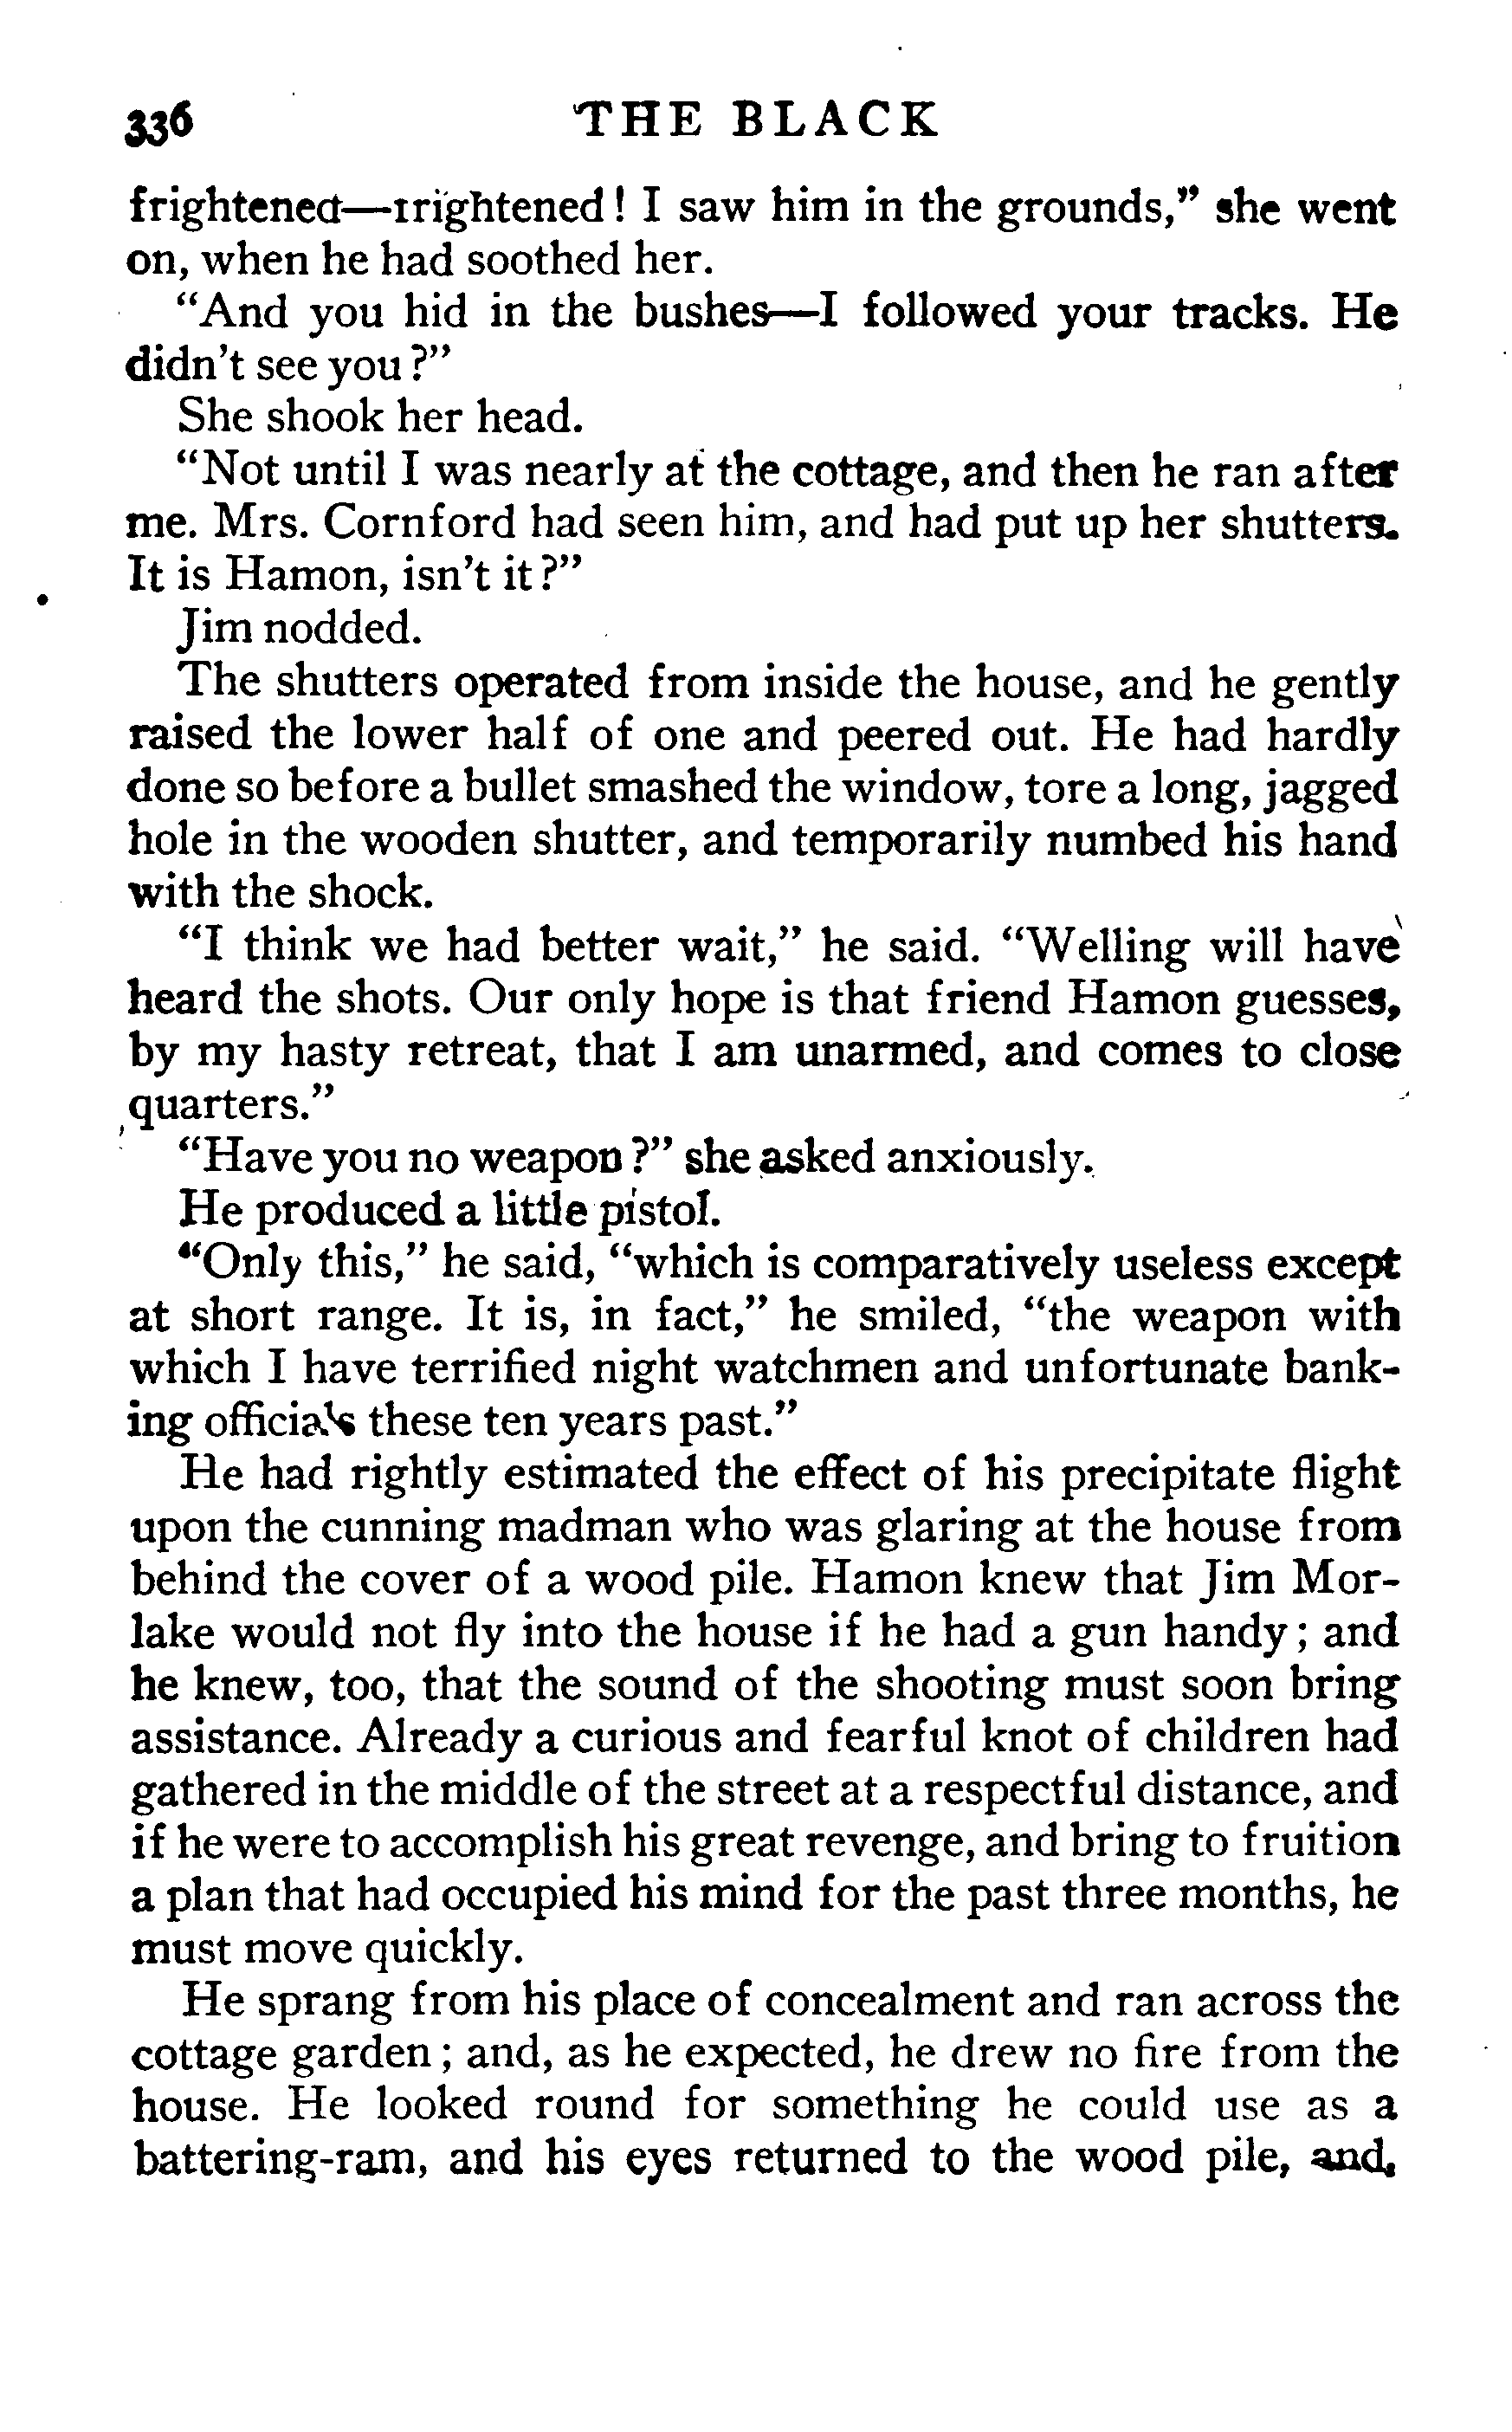 336 THE BLACK
frightened—frightened! I saw him in the grounds,” she went
on, when he had soothed her.
“And you hid in the bushes—I followed your tracks. He
didn’t see you?”
She shook her head.
“Not until I was nearly at the cottage, and then he ran after
me. Mrs. Cornford had seen him, and had put up her shutters.
It is Hamon, isn’t it?”
Jim nodded.
The shutters operated from inside the house, and he gently
raised the lower half of one and peered out. He had hardly
done so before a bullet smashed the window, tore a long, jagged
hole in the wooden shutter, and temporarily numbed his hand
with the shock.
“I think we had better wait,” he said. “Welling will have
heard the shots. Our only hope is that friend Hamon guesses,
by my hasty retreat, that I am unarmed, and comes to close
quarters.”
“Have you no weapon?” she asked anxiously.
He produced a little pistol.
“Only this,” he said, “which is comparatively useless except
at short range. It is, in fact,” he smiled, “the weapon with
which I have terrified night watchmen and unfortunate bank-
ing officials these ten years past.”
He had rightly estimated the effect of his precipitate flight
upon the cunning madman who was glaring at the house from
behind the cover of a wood pile. Hamon knew that Jim Mor-
lake would not fly into the house if he had a gun handy; and
he knew, too, that the sound of the shooting must soon bring
assistance. Already a curious and fearful knot of children had
gathered in the middle of the street at a respectful distance, and
if he were to accomplish his great revenge, and bring to fruition
a plan that had occupied his mind for the past three months, he
must move quickly.
He sprang from his place of concealment and ran across the
cottage garden; and, as he expected, he drew no fire from the
house. He looked round for something he could use as a
battering-ram, and his eyes returned to the wood pile, and,